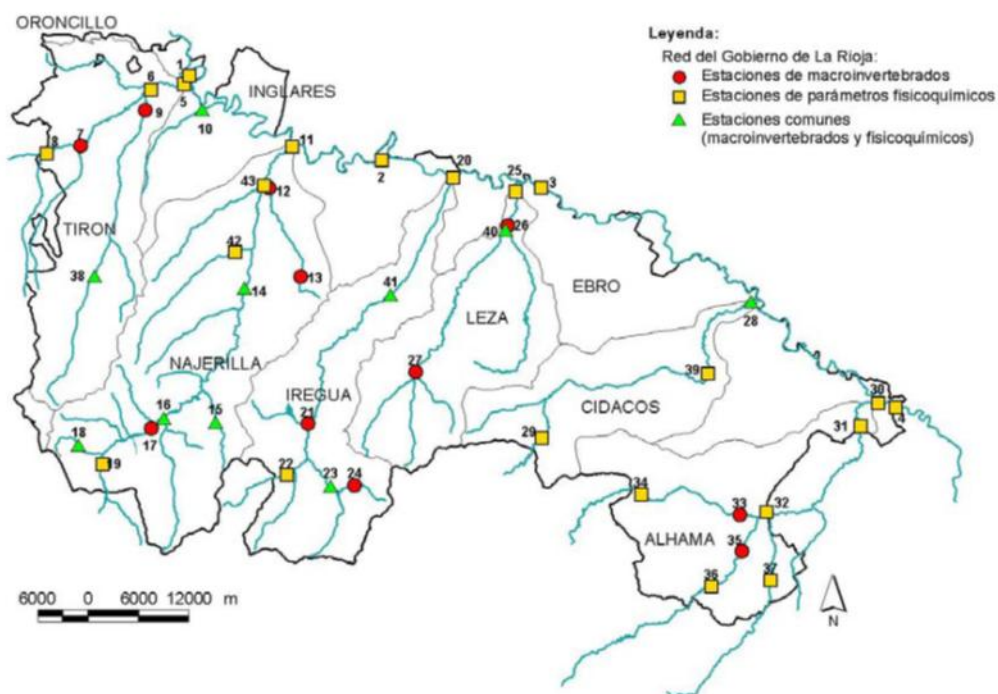 ORONCILLO
Leyenda:
Red del Gobierno de La Rioja:
Estaciones de macroinvertebrados
Estaciones de parámetros fisicoquímicos
Estaciones comunes
(macroinvertebrados y fisicoquímicos)
1
6
5
INGLARES
9
10
7
8
11
2
20
25
3
43
12
26
40
TIRON
42
38
13
14
41
EBRO
28
LEZA
NAJERILLA
27
39
IREGUA
16
15
21
CIDACOS
30
4
17
18
29
31
19
22
23
24
34
33
32
ALHAMA
35
36
37
6000 0 6000 12000 m
N